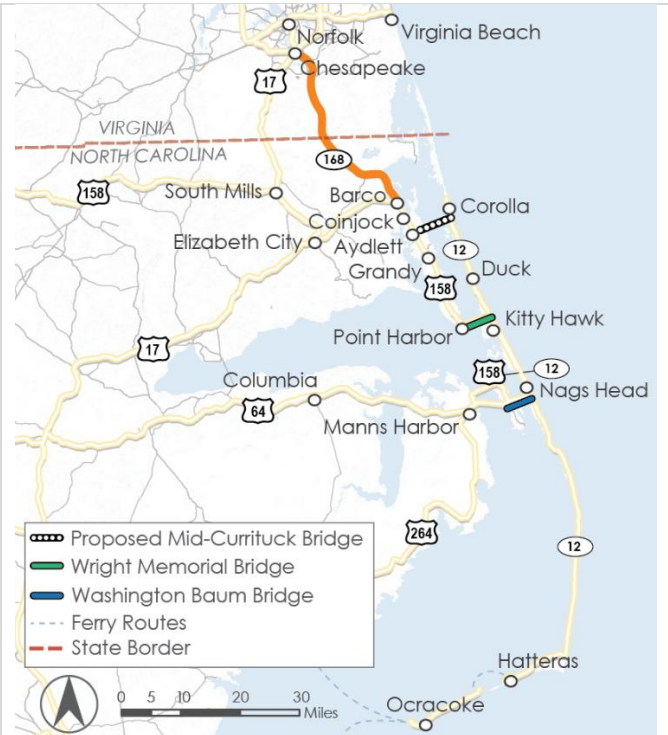 Norfolk
Virginia Beach
Chesapeake
17
VIRGINIA
NORTH CAROLINA
168
158
South Mills
Barco
Corolla
Coinjock
Elizabeth City
Aydlett
12
Grandy
Duck
158
Point Harbor
Kitty Hawk
17
158
12
Columbia
Nags Head
64
Manns Harbor
264
12
Proposed Mid-Currituck Bridge
Wright Memorial Bridge
Washington Baum Bridge
Ferry Routes
State Border
Hatteras
0 5 10 20 30
Miles
Ocracoke